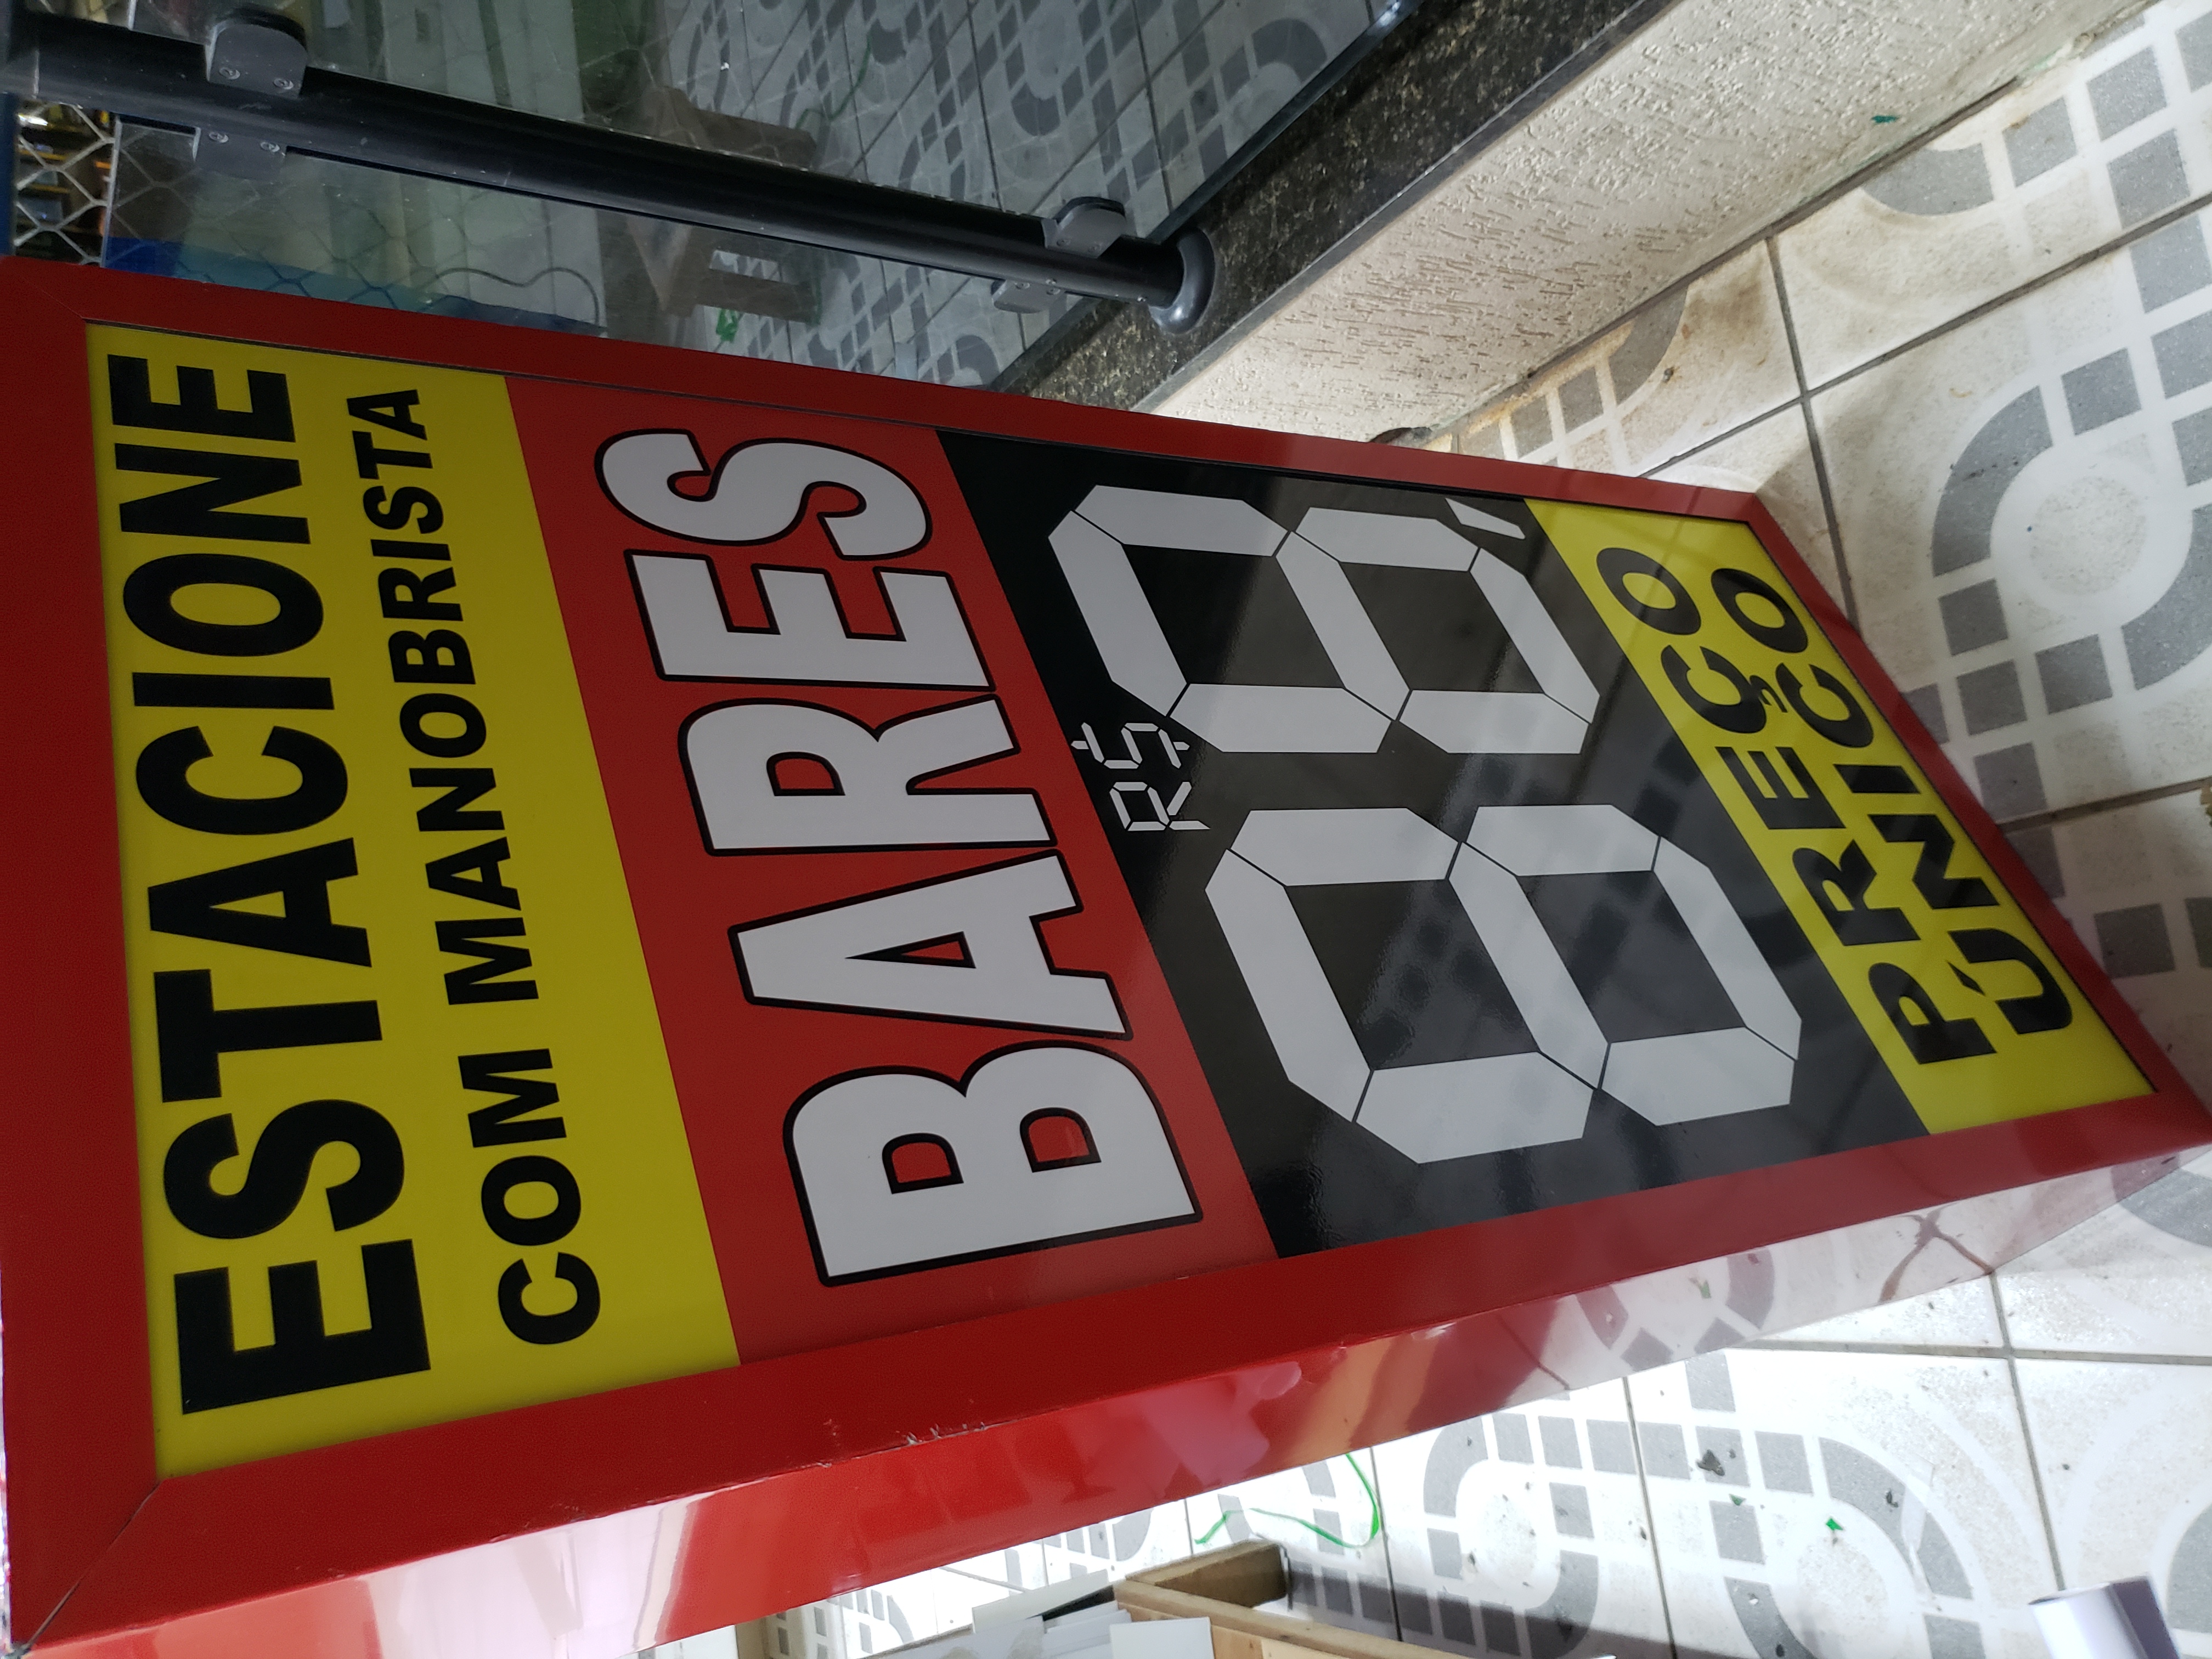 ESTACIONE
COM MANOBRISTA
BARES
R$
88,
PREÇO
ÚNICO